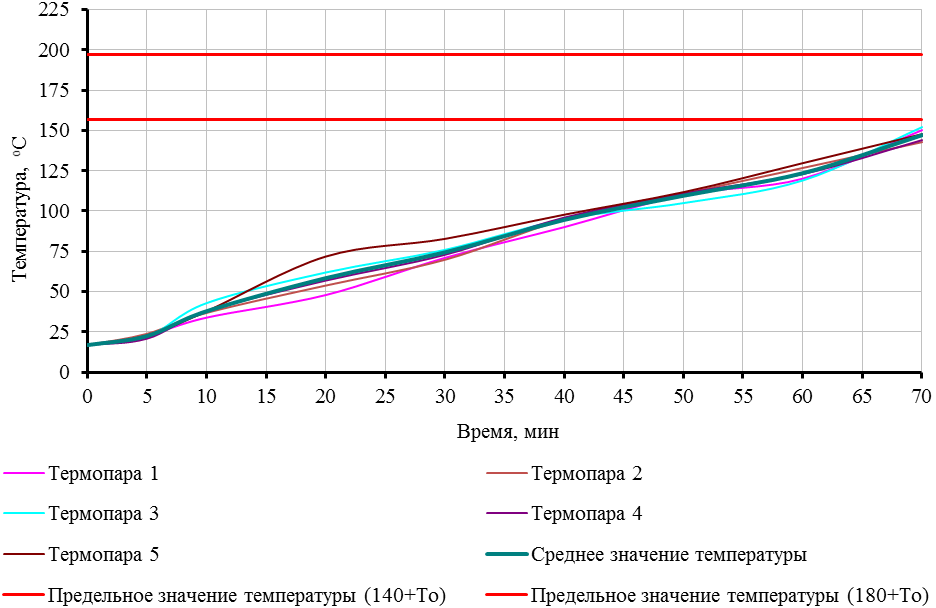 225
200
175
150
125
100
75
50
25
0
Температура, °С
0 5 10 15 20 25 30 35 40 45 50 55 60 65 70
Время, мин
Термопара 1
Термопара 2
Термопара 3
Термопара 4
Термопара 5
Среднее значение температуры
Предельное значение температуры (140+То)
Предельное значение температуры (180+То)